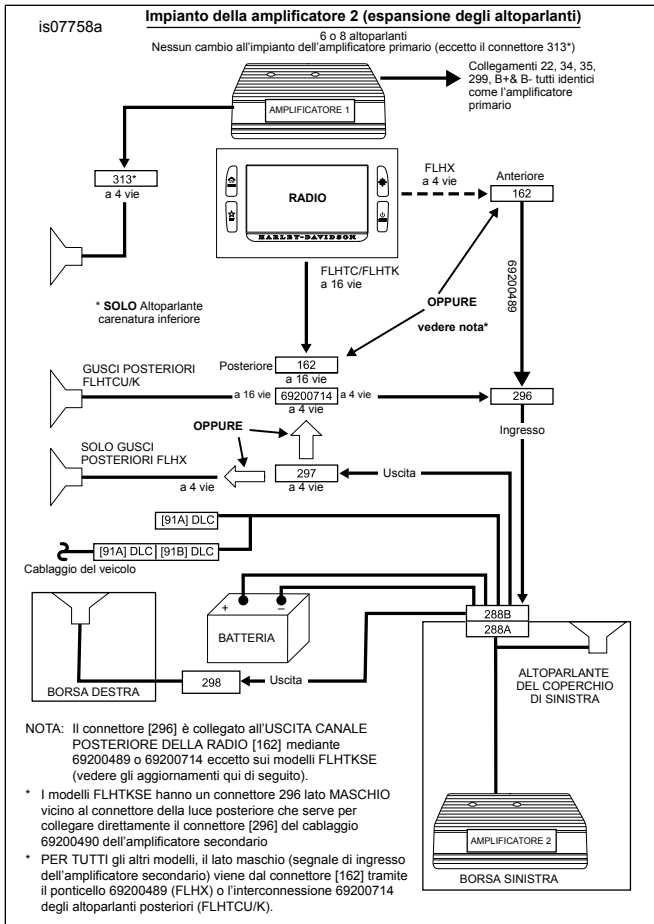 is07758a
Impianto della amplificatore 2 (espansione degli altoparlanti)
6 o 8 altoparlanti
Nessun cambio all'impianto dell'amplificatore primario (eccetto il connettore 313*)
Collegamenti 22, 34, 35,
299, B+& B- tutti identici
come l'amplificatore
primario
AMPLIFICATORE 1
313*
a 4 vie
RADIO
HARLEY-DAVIDSON
FLHX
a 4 vie
Anteriore
162
69200489
* SOLO Altoparlante
carenatura inferiore
FLHTC/FLHTK
a 16 vie
OPPURE
vedere nota*
GUSCI POSTERIORI
FLHTCU/K
Posteriore
162
a 16 vie
a 16 vie
69200714
a 4 vie
a 4 vie
296
Ingresso
OPPURE
SOLO GUSCI
POSTERIORI FLHX
a 4 vie
297
a 4 vie
Uscita
[91A] DLC
[91A] DLC
[91B] DLC
Cablaggio del veicolo
+
–
BATTERIA
288B
288A
BORSA DESTRA
298
Uscita
ALTOPARLANTE
DEL COPERCHIO
DI SINISTRA
AMPLIFICATORE 2
BORSA SINISTRA
NOTA: Il connettore [296] è collegato all'USCITA CANALE
POSTERIORE DELLA RADIO [162] mediante
69200489 o 69200714 eccetto sui modelli FLHTKSE
(vedere gli aggiornamenti qui di seguito).
* I modelli FLHTKSE hanno un connettore 296 lato MASCHIO
vicino al connettore della luce posteriore che serve per
collegare direttamente il connettore [296] del cablaggio
69200490 dell'amplificatore secondario
* PER TUTTI gli altri modelli, il lato maschio (segnale di ingresso
dell'amplificatore secondario) viene dal connettore [162] tramite
il ponticello 69200489 (FLHX) o l'interconnessione 69200714
degli altoparlanti posteriori (FLHTCU/K).